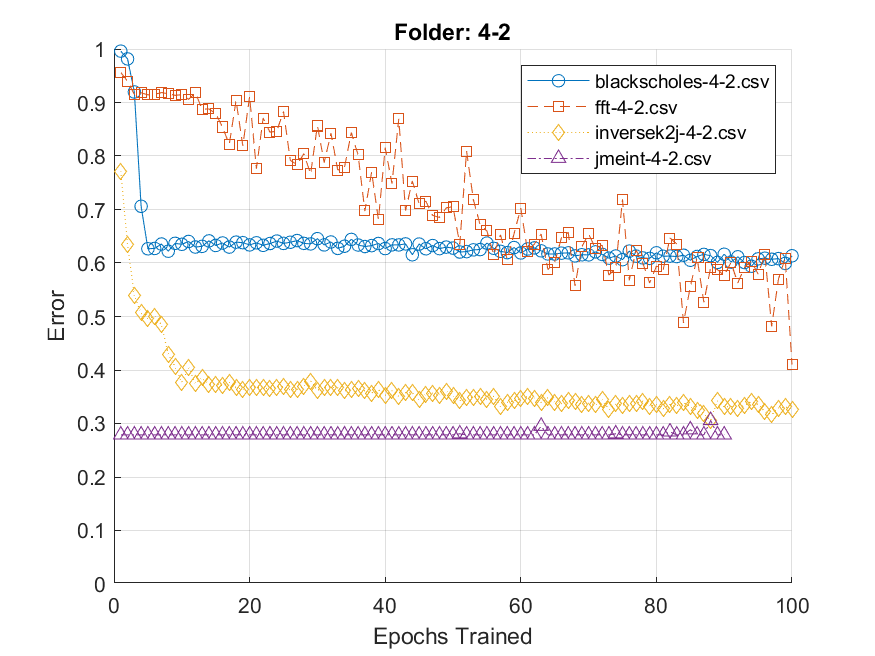 Folder: 4-2
1
0.9
0.8
0.7
0.6
0.5
0.4
0.3
0.2
0.1
0
Error
blackscholes-4-2.csv
fft-4-2.csv
inversek2j-4-2.csv
jmeint-4-2.csv
0 20 40 60 80 100
Epochs Trained